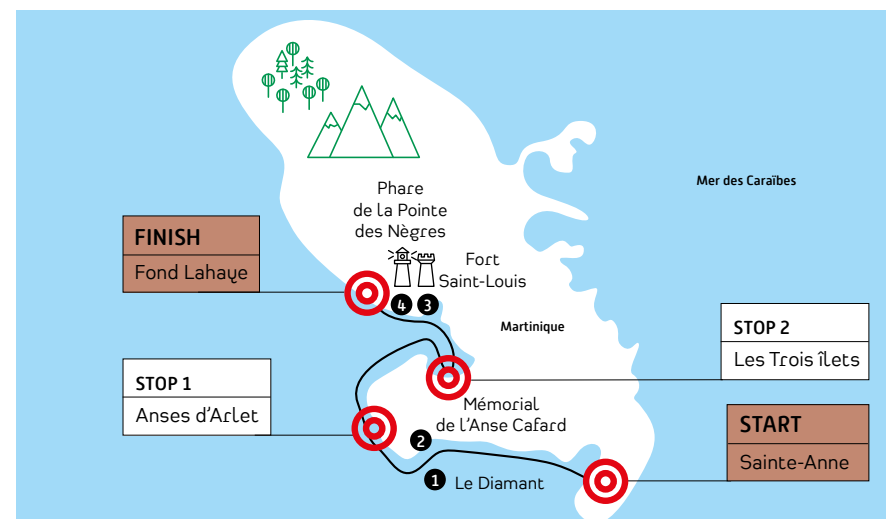 Mer des Caraïbes
Phare
de la Pointe
des Nègres
FINISH
Fond Lahaye
Fort
Saint-Louis
4
3
Martinique
STOP 2
Les Trois îlets
STOP 1
Anses d'Arlet
Mémorial
de l'Anse Cafard
2
START
Sainte-Anne
1
Le Diamant